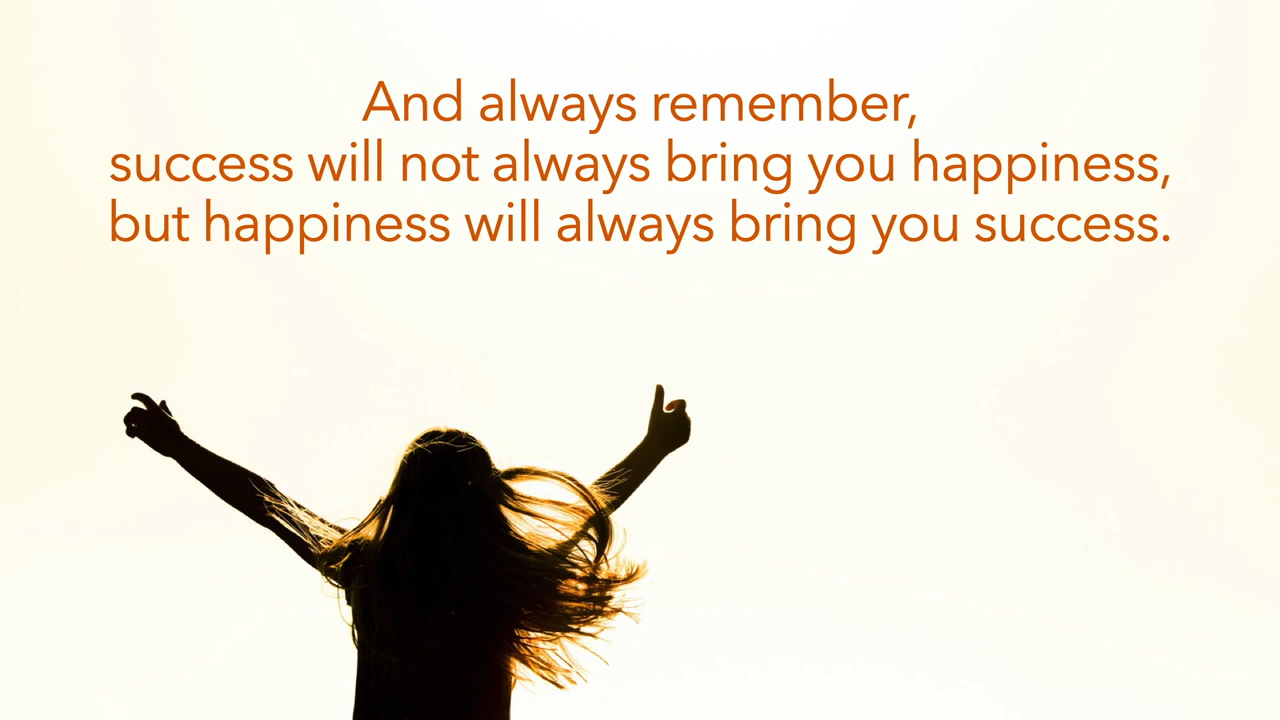 And always remember,
success will not always bring you happiness,
but happiness will always bring you success.